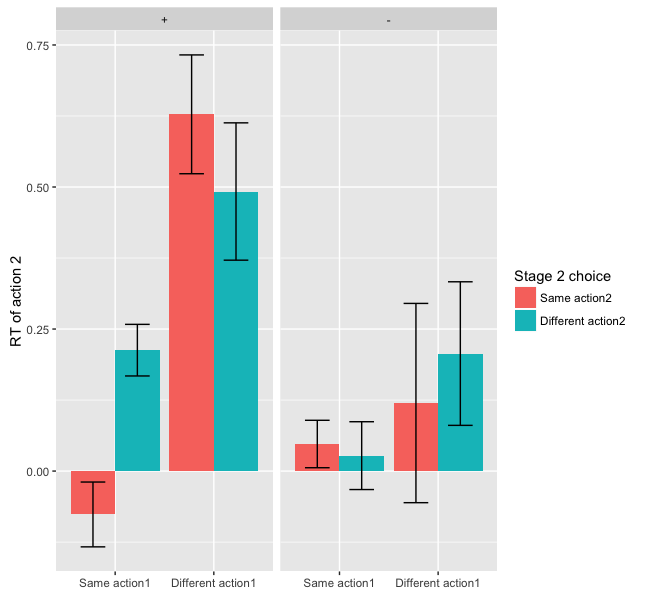 +
-
0.75
0.50
0.25
0.00
RT of action 2
Same action1
Different action1
Same action1
Different action1
Stage 2 choice
Same action2
Different action2